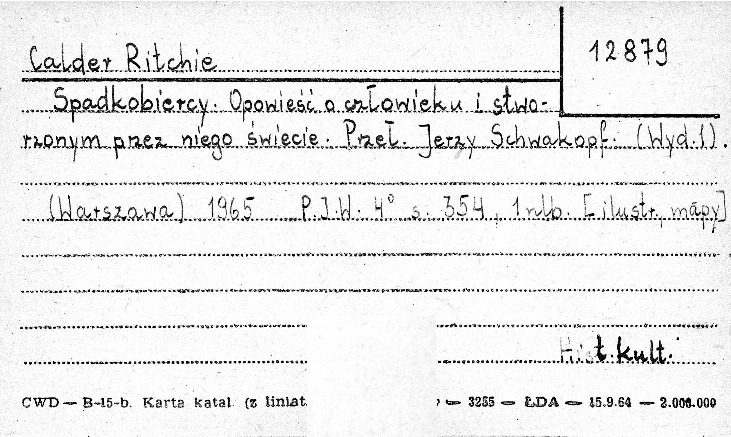 Calder Ritchie
12879
Spadkobiercy. Opowieść o człowieku i stwo-
rzonym przez niego świecie. Przeł. Jerzy Schwakopf. (Wyd.1).
(Warszawa) 1965 P.I.W. 4° s. 354, 1 nlb. [ilustr, mapy]
Hist.kult.
CWD — B-15-b. Karta katal. (z liniat.
— 3255 — ŁDA — 15.9.64 — 2.000.000